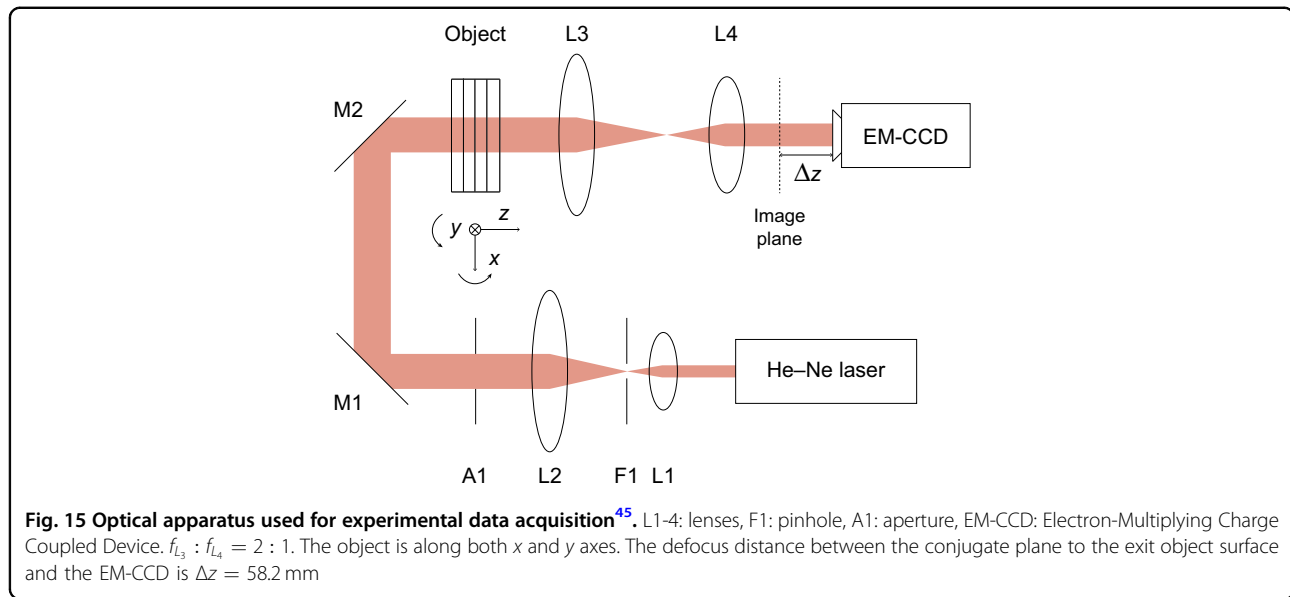 Object L3 L4
M2
EM-CCD
Δz
y z
Image
plane
x
He–Ne laser
M1
A1 L2 F1 L1
Fig. 15 Optical apparatus used for experimental data acquisition45. L1-4: lenses, F1: pinhole, A1: aperture, EM-CCD: Electron-Multiplying Charge
Coupled Device. fL3 : fL4 = 2 : 1. The object is along both x and y axes. The defocus distance between the conjugate plane to the exit object surface
and the EM-CCD is Δz = 58.2 mm